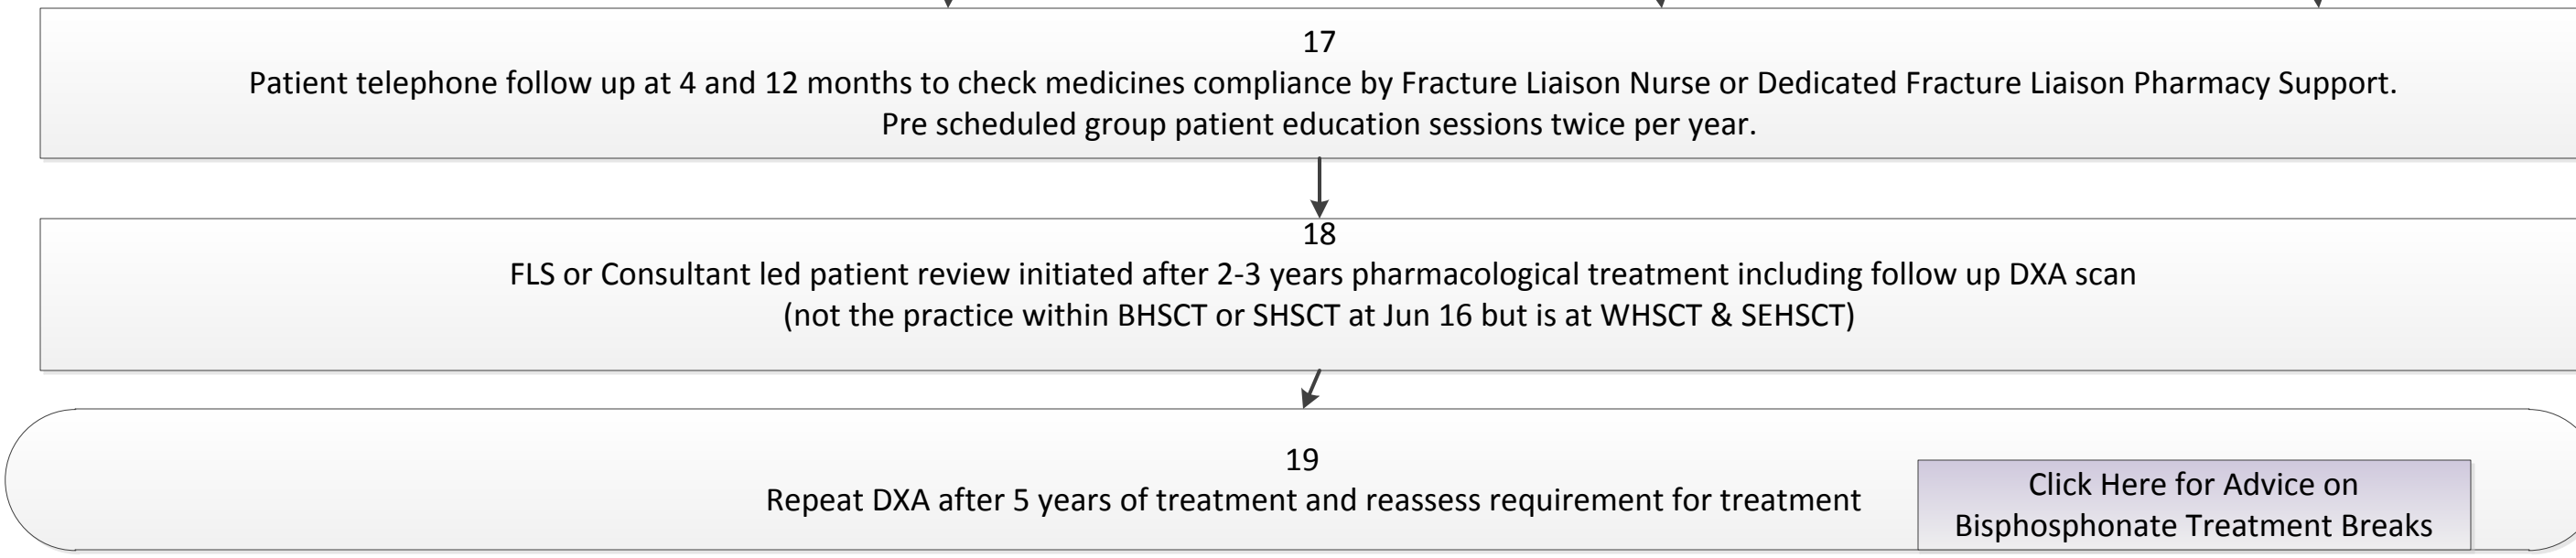 17
Patient telephone follow up at 4 and 12 months to check medicines compliance by Fracture Liaison Nurse or Dedicated Fracture Liaison Pharmacy Support.
Pre scheduled group patient education sessions twice per year.
18
FLS or Consultant led patient review initiated after 2-3 years pharmacological treatment including follow up DXA scan
(not the practice within BHSCT or SHSCT at Jun 16 but is at WHSCT & SEHSCT)
19
Repeat DXA after 5 years of treatment and reassess requirement for treatment
Click Here for Advice on
Bisphosphonate Treatment Breaks